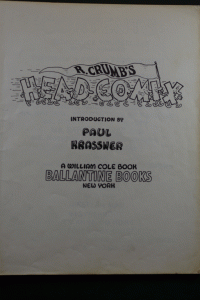 R. CRUMB'S
HEAD COMIX
INTRODUCTION BY
PAUL
KRASSNER
A WILLIAM COLE BOOK
BALLANTINE BOOKS
NEW YORK